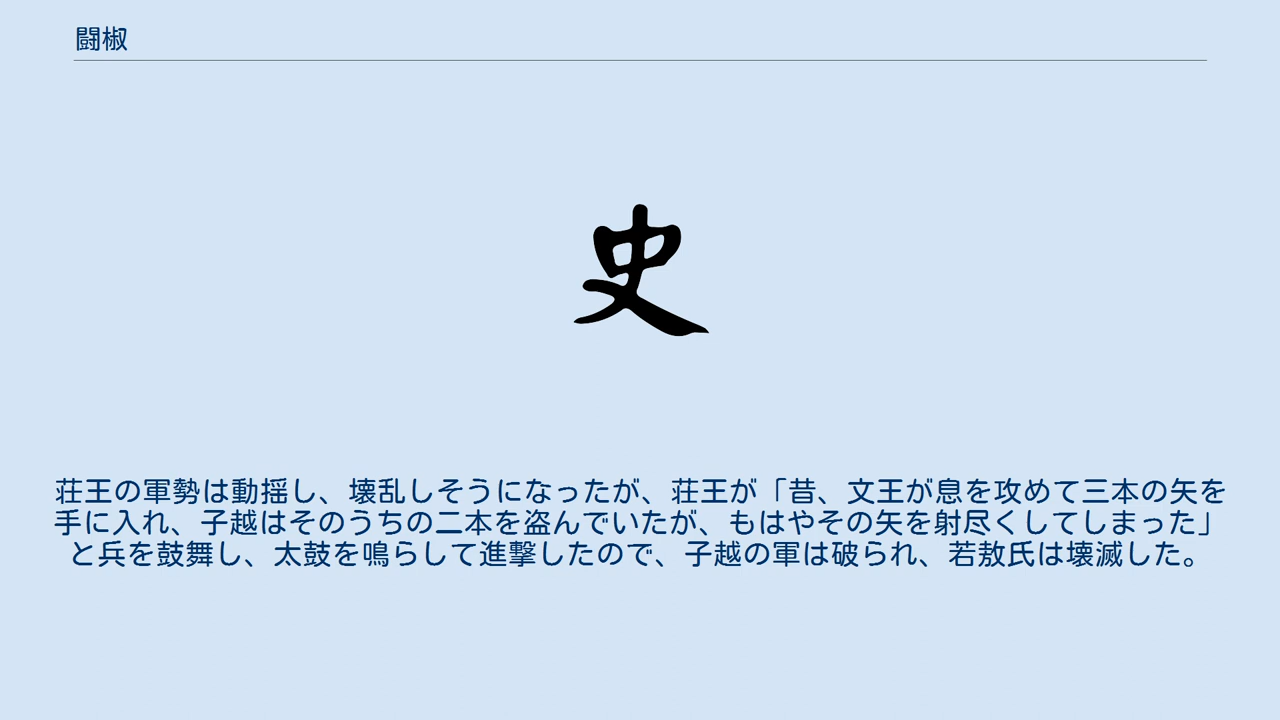 闘椒
史
荘王の軍勢は動揺し、壊乱しそうになったが、荘王が「昔、文王が息を攻めて三本の矢を
手に入れ、子越はそのうちの二本を盗んでいたが、もはやその矢を射尽くしてしまった」
と兵を鼓舞し、太鼓を鳴らして進撃したので、子越の軍は破られ、若敖氏は壊滅した。